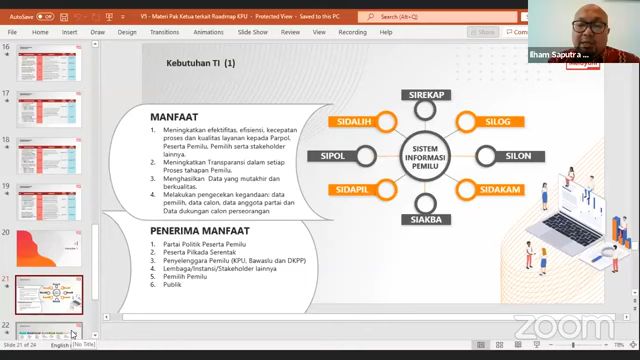 AutoSave Off
V5 - Materi Pak Ketua terkait Roadmap KPU - Protected View - Saved to this PC
Search (Alt+Q)
File Home Insert Draw Design Transitions Animations Slide Show Review View Help
16
17
18
19
20
21
22
Kebutuhan TI (1)
MANFAAT
1. Meningkatkan efektifitas, efisiensi, kecepatan
proses dan kualitas layanan kepada Parpol,
Peserta Pemilu, Pemilih serta stakeholder
lainnya.
2. Meningkatkan Transparansi dalam setiap
Proses tahapan Pemilu.
3. Menghasilkan Data yang mutakhir dan
berkualitas.
4. Melakukan pengecekan kegandaan: data
pemilih, data calon, data anggota partai dan
Data dukungan calon perseorangan
PENERIMA MANFAAT
1. Partai Politik Peserta Pemilu
2. Peserta Pilkada Serentak
3. Penyelenggara Pemilu (KPU, Bawaslu dan DKPP)
4. Lembaga/Instansi/Stakeholder lainnya
5. Pemilih Pemilu
6. Publik
SIREKAP
SIDALIH
SILOG
SIPOL
SISTEM
INFORMASI
PEMILU
SILON
SIDAPIL
SIDAKAM
SIAKBA
Ilham Saputra
zoom
Slide 21 of 24
[No Title]
78%